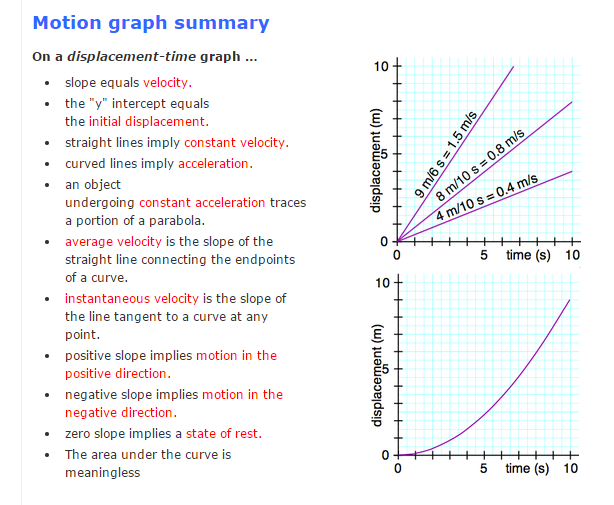 Motion graph summary
On a displacement-time graph ...
• slope equals velocity.
• the "y" intercept equals
the initial displacement.
• straight lines imply constant velocity.
• curved lines imply acceleration.
• an object
undergoing constant acceleration traces
a portion of a parabola.
• average velocity is the slope of the
straight line connecting the endpoints
of a curve.
• instantaneous velocity is the slope of
the line tangent to a curve at any
point.
• positive slope implies motion in the
positive direction.
• negative slope implies motion in the
negative direction.
• zero slope implies a state of rest.
• The area under the curve is
meaningless
10
5
0
displacement (m)
9 m/6 s = 1.5 m/s
8 m/10 s = 0.8 m/s
4 m/10 s = 0.4 m/s
0 5 time (s) 10
10
5
0
displacement (m)
0 5 time (s) 10